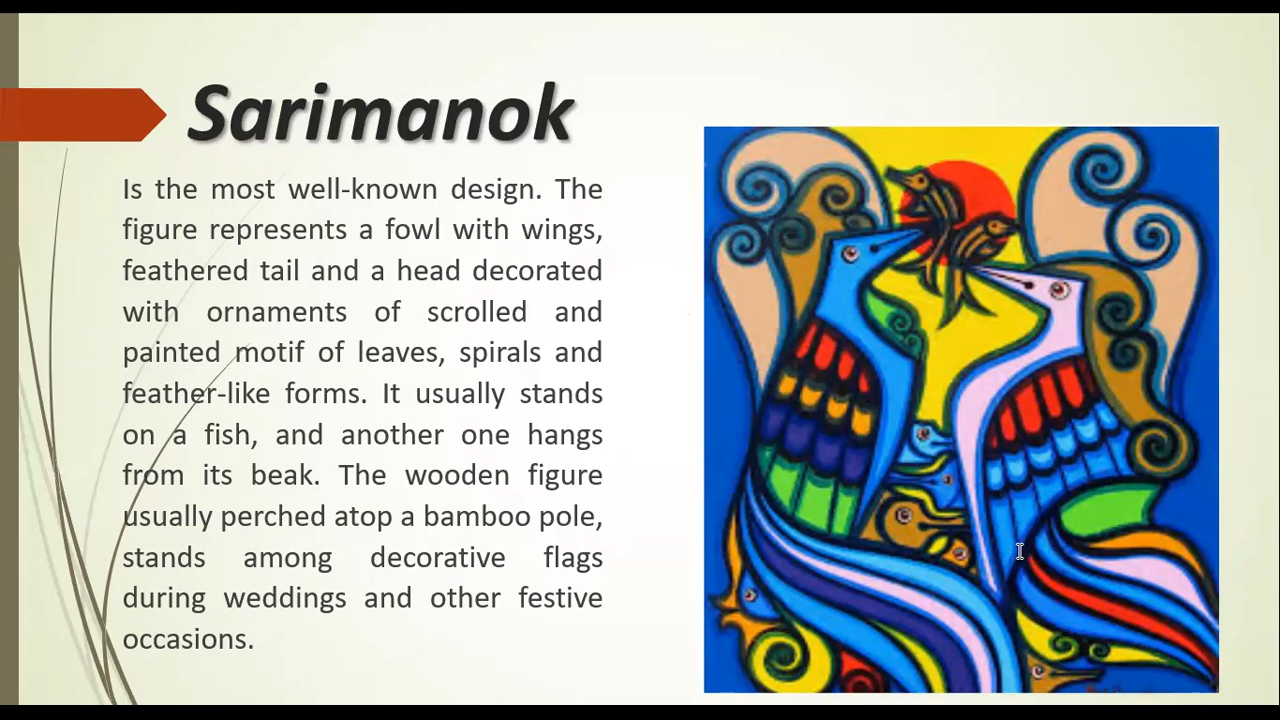 Sarimanok
Is the most well-known design. The
figure represents a fowl with wings,
feathered tail and a head decorated
with ornaments of scrolled and
painted motif of leaves, spirals and
feather-like forms. It usually stands
on a fish, and another one hangs
from its beak. The wooden figure
usually perched atop a bamboo pole,
stands among decorative flags
during weddings and other festive
occasions.